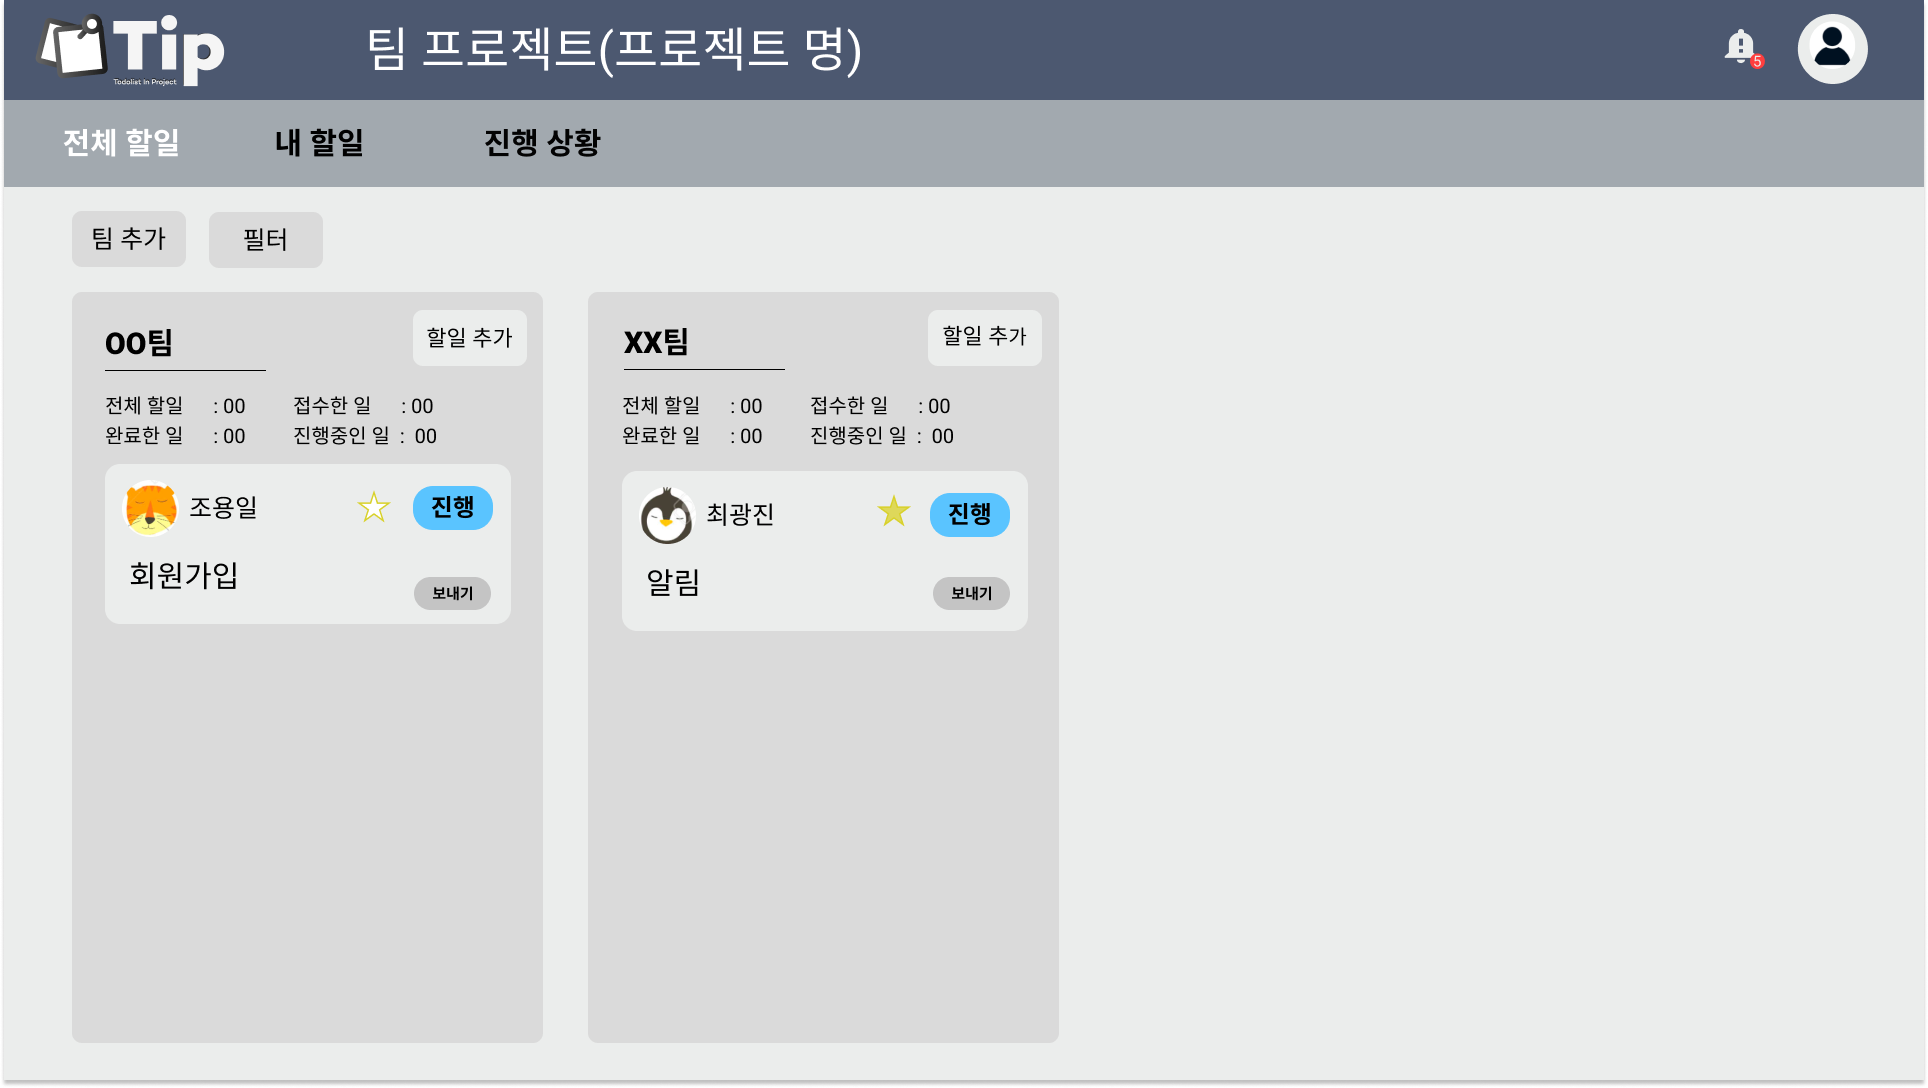 Tip
Todolist In Project
팀 프로젝트(프로젝트 명)
5
전체 할일 내 할일 진행 상황
팀 추가 필터
OO팀 할일 추가
전체 할일 : 00 접수한 일 : 00
완료한 일 : 00 진행중인 일 : 00
조용일 진행
회원가입
보내기
XX팀 할일 추가
전체 할일 : 00 접수한 일 : 00
완료한 일 : 00 진행중인 일 : 00
최광진 진행
알림
보내기